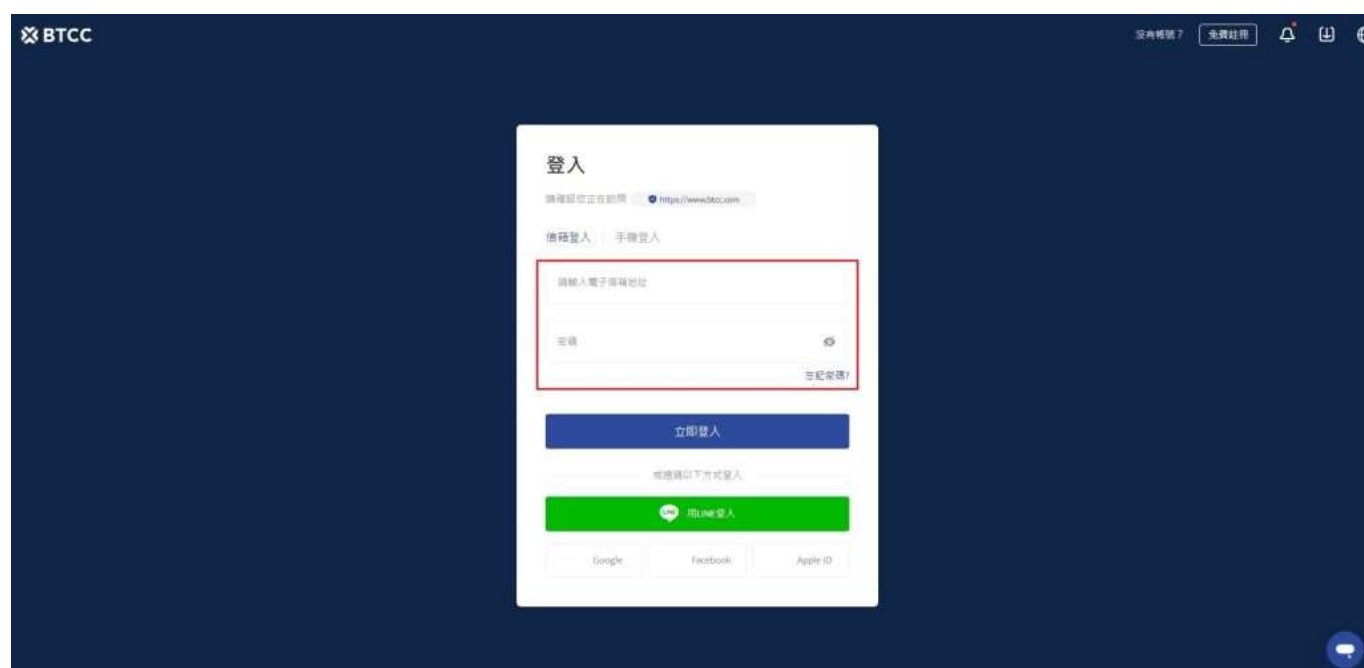 BTCC
沒有帳號？ 免費註冊
登入
請確認您正在訪問 https://www.btcc.com
信箱登入 手機登入
請輸入電子信箱地址
密碼
忘記密碼?
立即登入
或透過以下方式登入
LINE 用LINE登入
Google Facebook Apple ID